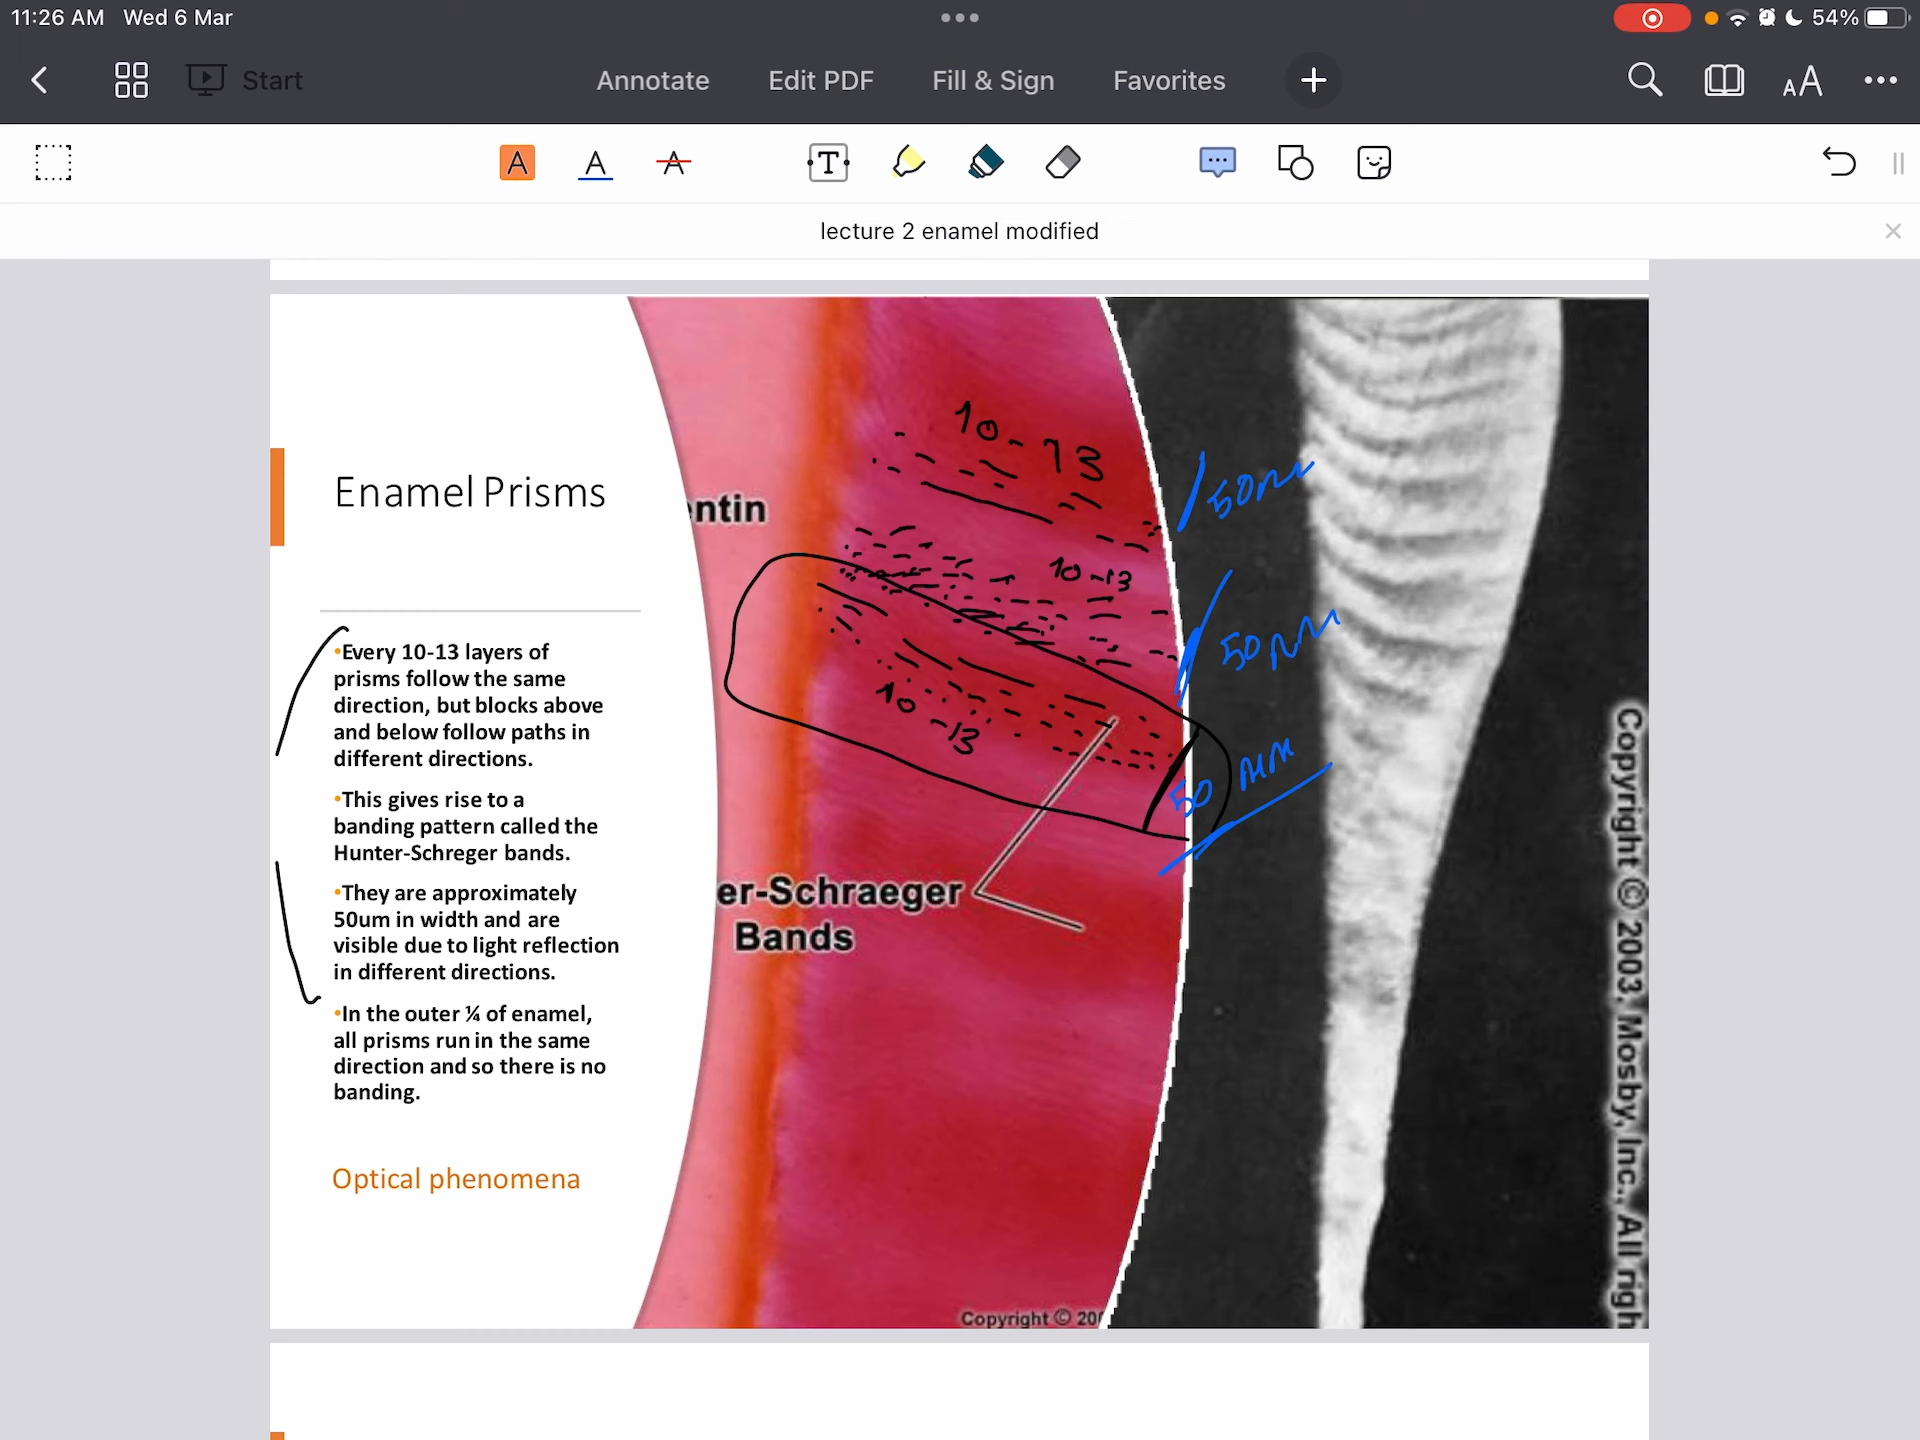 11:26 AM Wed 6 Mar
54%
Start
Annotate
Edit PDF
Fill & Sign
Favorites
AA
A A A T
lecture 2 enamel modified
Enamel Prisms
•Every 10-13 layers of
prisms follow the same
direction, but blocks above
and below follow paths in
different directions.
•This gives rise to a
banding pattern called the
Hunter-Schreger bands.
•They are approximately
50um in width and are
visible due to light reflection
in different directions.
•In the outer ¼ of enamel,
all prisms run in the same
direction and so there is no
banding.
Optical phenomena
ntin
10-13
10-13
10-13
50
50
50 MM
er-Schraeger
Bands
Copyright © 20
Copyright © 2003, Mosby, Inc., All righ